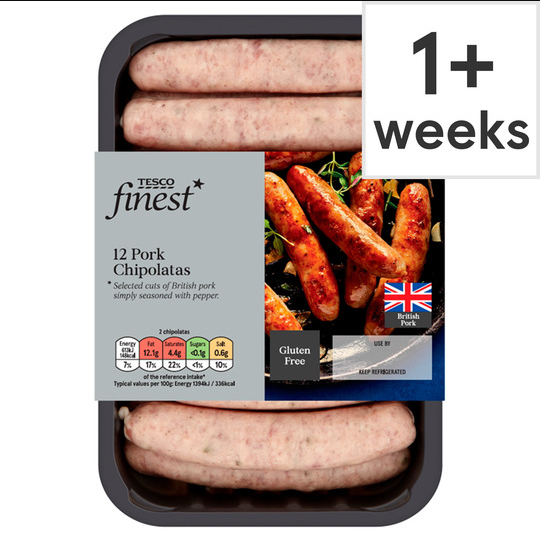 1+
weeks
TESCO
finest*
12 Pork
Chipolatas
* Selected cuts of British pork
simply seasoned with pepper.
2 chipolatas
Energy
613kJ
148kcal
7%
Fat
12.1g
17%
Saturates
4.4g
22%
Sugars
<0.1g
<1%
Salt
0.6g
10%
of the reference intake*
Typical values per 100g: Energy 1394kJ / 336kcal
Gluten
Free
British
Pork
USE BY
KEEP REFRIGERATED